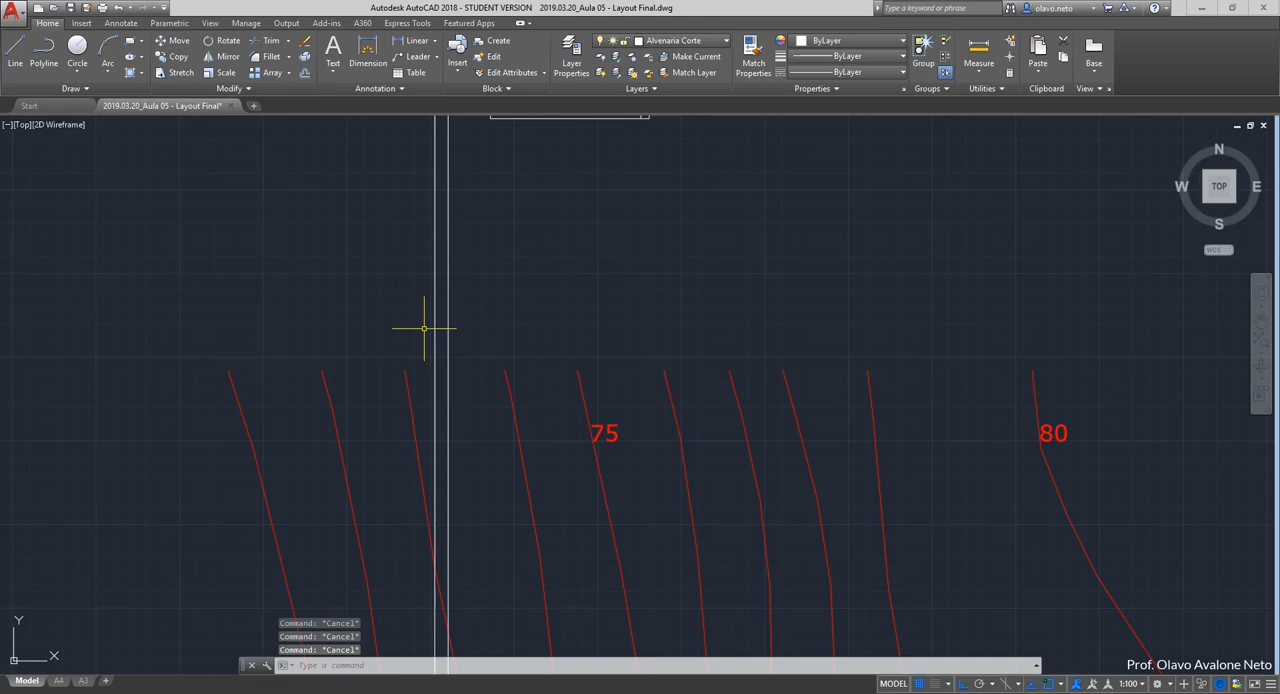 Autodesk AutoCAD 2018 - STUDENT VERSION 2019.03.20_Aula 05 - Layout Final.dwg
Type a keyword or phrase
olavo.neto
Home Insert Annotate Parametric View Manage Output Add-ins A360 Express Tools Featured Apps
Line Polyline Circle Arc
Move Rotate Trim
Copy Mirror Fillet
Stretch Scale Array
Text Dimension
Linear
Leader
Table
Insert
Create
Edit
Edit Attributes
Layer Properties
Alvenaria Corte
Make Current
Match Layer
Match Properties
ByLayer
ByLayer
ByLayer
Group Measure Paste Base
Draw Modify Annotation Block Layers Properties Groups Utilities Clipboard View
Start 2019.03.20_Aula 05 - Layout Final*
[−][Top][2D Wireframe]
N
W TOP E
S
WCS
75 80
Y
X
Command: *Cancel*
Command: *Cancel*
Command: *Cancel*
Type a command
Prof. Olavo Avalone Neto
Model A4 A3
MODEL 1:100